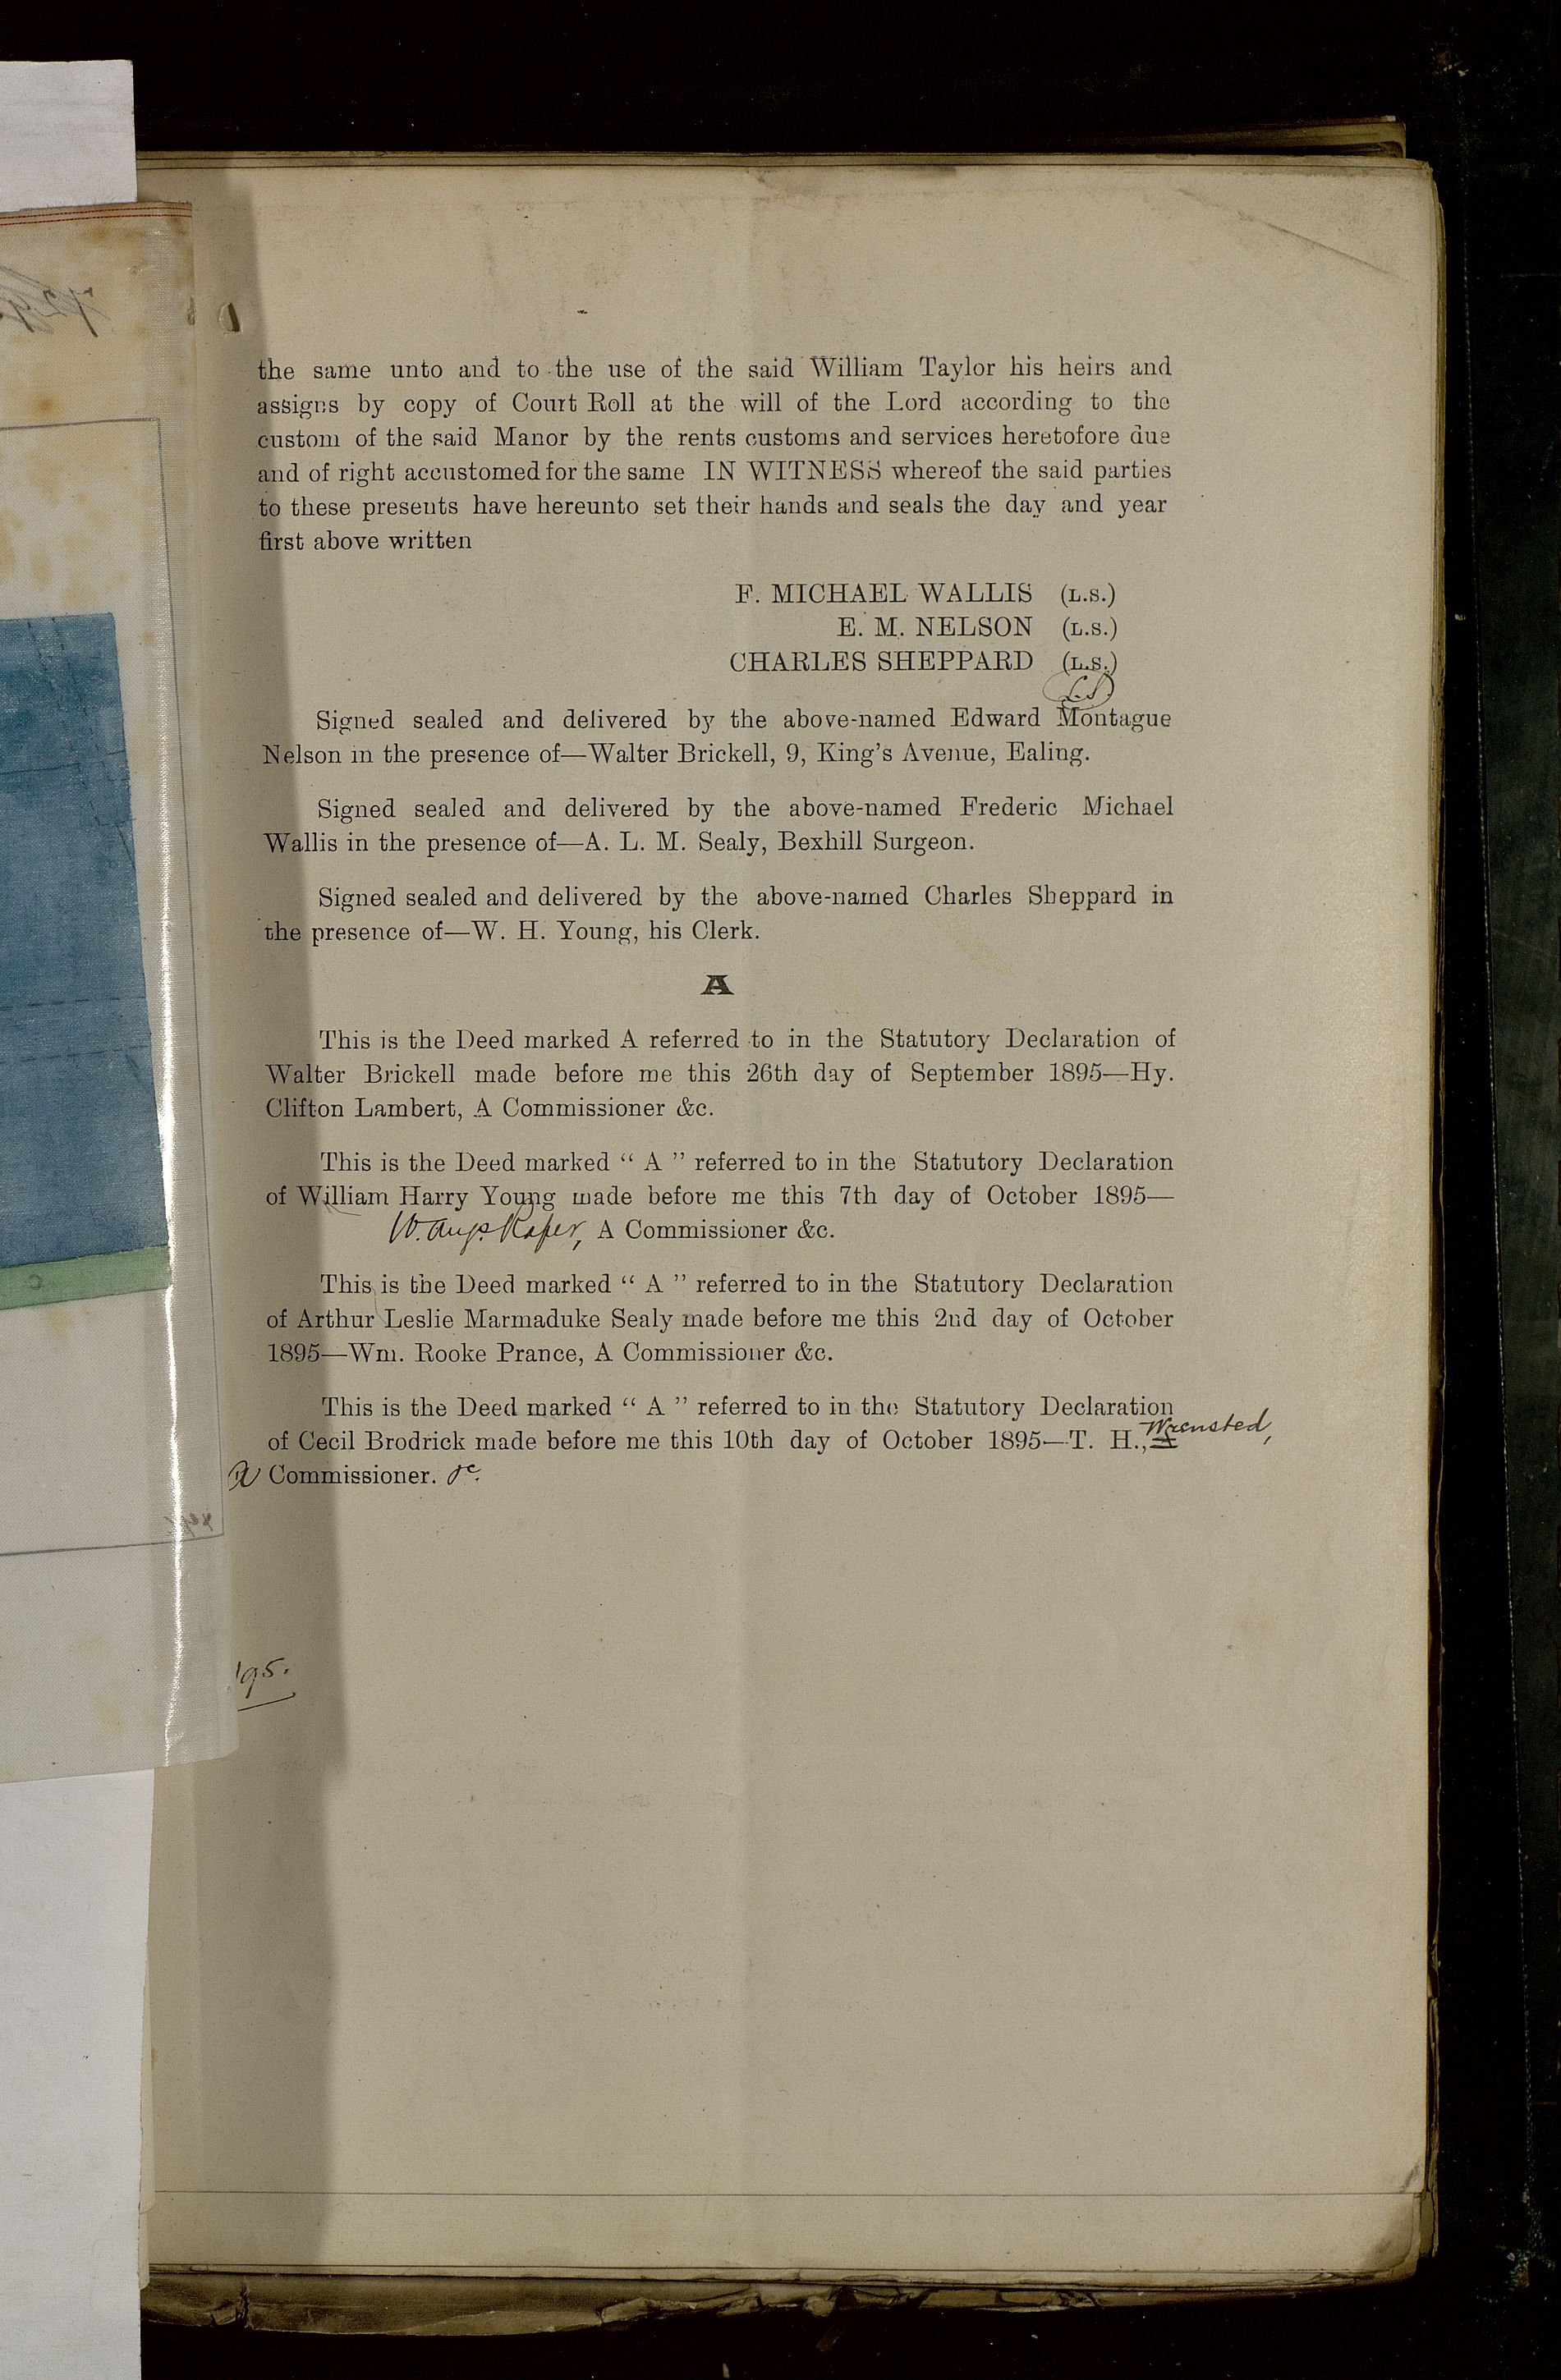 the same unto and to the use of the said William Taylor his heirs and
assigns by copy of Court Roll at the will of the Lord according to the
custom of the said Manor by the rents customs and services heretofore due
and of right accustomed for the same IN WITNESS whereof the said parties
to these presents have hereunto set their hands and seals the day and year
first above written
F. MICHAEL WALLIS (L.S.)
E. M. NELSON (L.S.)
CHARLES SHEPPARD (L.S.)
Signed sealed and delivered by the above-named Edward Montague
Nelson in the presence of—Walter Brickell, 9, King's Avenue, Ealing.
Signed sealed and delivered by the above-named Frederic Michael
Wallis in the presence of—A. L. M. Sealy, Bexhill Surgeon.
Signed sealed and delivered by the above-named Charles Sheppard in
the presence of—W. H. Young, his Clerk.
A
This is the Deed marked A referred to in the Statutory Declaration of
Walter Brickell made before me this 26th day of September 1895—Hy.
Clifton Lambert, A Commissioner &c.
This is the Deed marked " A " referred to in the Statutory Declaration
of William Harry Young made before me this 7th day of October 1895—
W. Augs. Raper, A Commissioner &c.
This is the Deed marked " A " referred to in the Statutory Declaration
of Arthur Leslie Marmaduke Sealy made before me this 2nd day of October
1895—Wm. Rooke Prance, A Commissioner &c.
This is the Deed marked " A " referred to in the Statutory Declaration
of Cecil Brodrick made before me this 10th day of October 1895—T. H., Wrensted,
A Commissioner. &c.
195.